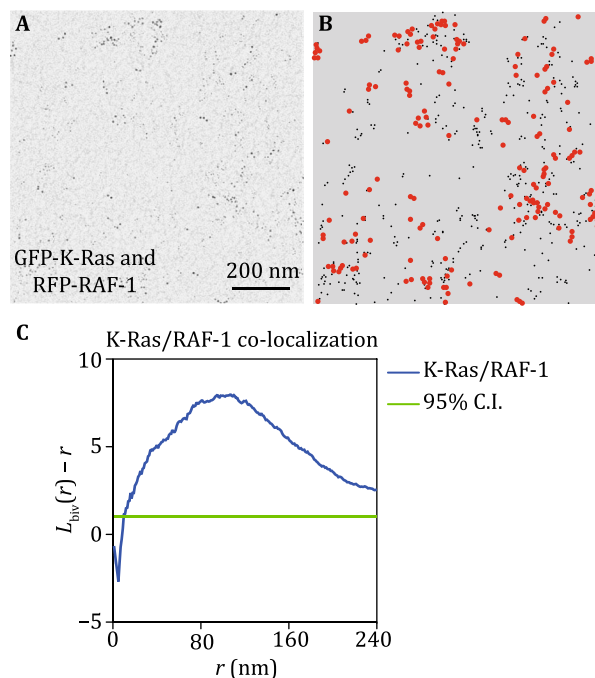 A
B
GFP-K-Ras and
RFP-RAF-1
200 nm
C
K-Ras/RAF-1 co-localization
10
5
0
−5
L_biv(r) − r
0
80
160
240
r (nm)
K-Ras/RAF-1
95% C.I.